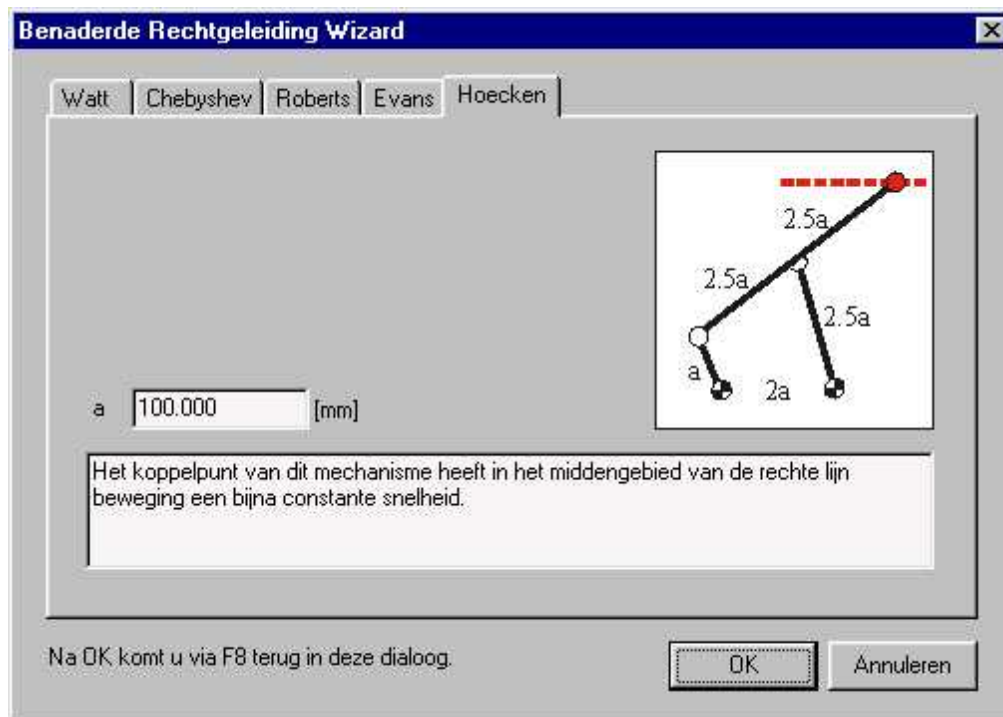 Benaderde Rechtgeleiding Wizard
Watt Chebyshev Roberts Evans Hoecken
2.5a
2.5a
2.5a
a 2a
a 100.000 [mm]
Het koppelpunt van dit mechanisme heeft in het middengebied van de rechte lijn
beweging een bijna constante snelheid.
Na OK komt u via F8 terug in deze dialoog.
OK Annuleren